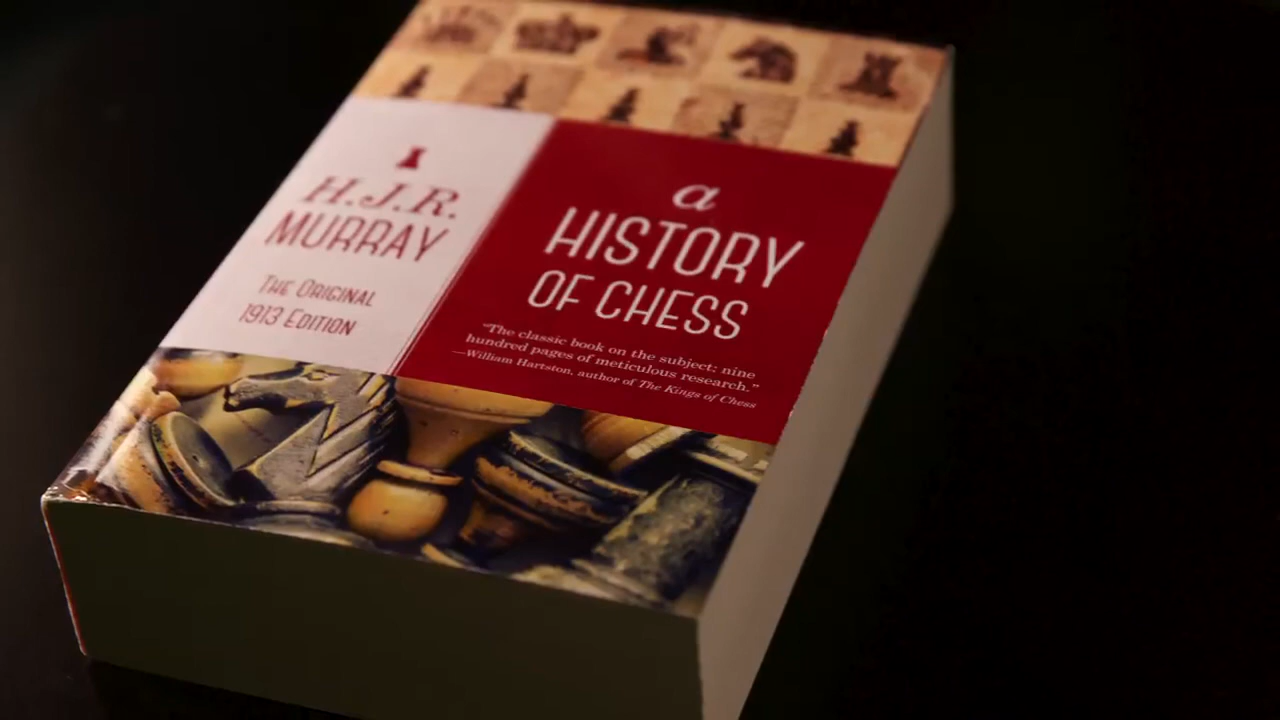 H.J.R.
MURRAY
THE ORIGINAL
1913 EDITION
a
HISTORY
OF CHESS
"The classic book on the subject; nine
hundred pages of meticulous research."
—William Hartston, author of The Kings of Chess